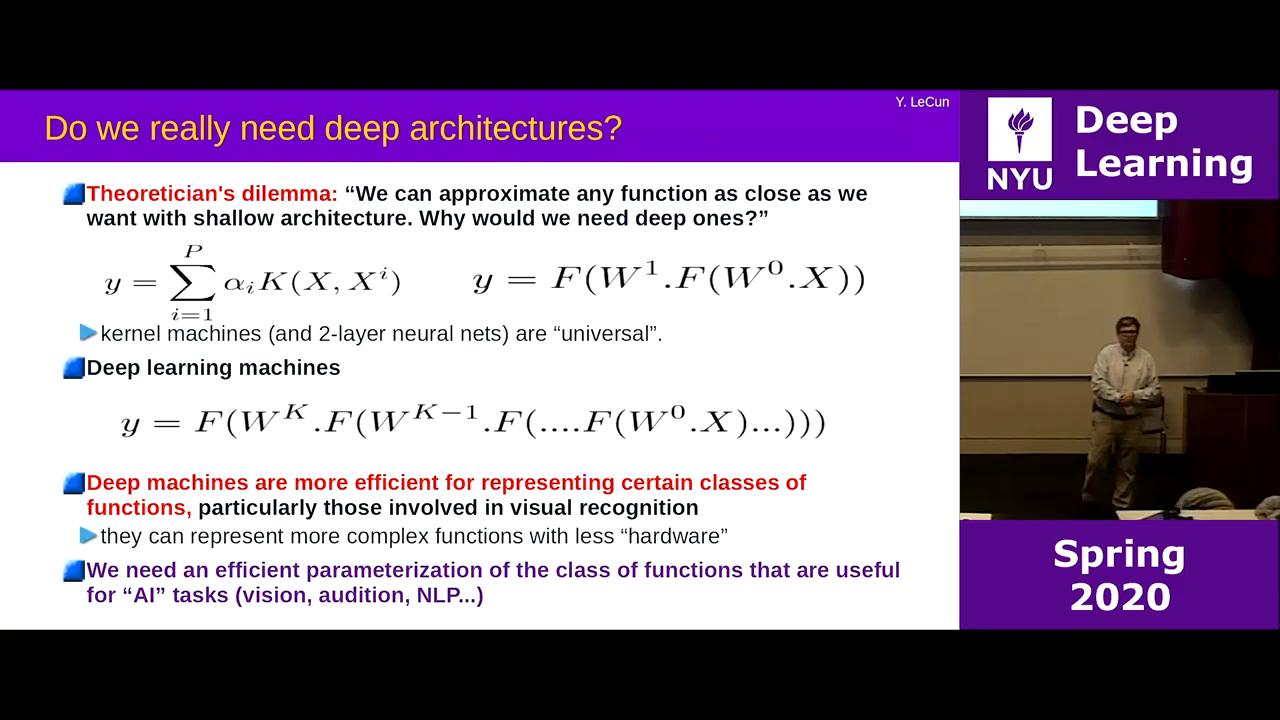 Y. LeCun
Do we really need deep architectures?
Theoretician's dilemma: “We can approximate any function as close as we
want with shallow architecture. Why would we need deep ones?”
y = \sum_{i=1}^{P} α_i K(X, X^i)
y = F(W^1.F(W^0.X))
kernel machines (and 2-layer neural nets) are “universal”.
Deep learning machines
y = F(W^K.F(W^{K-1}.F(....F(W^0.X)...)))
Deep machines are more efficient for representing certain classes of
functions, particularly those involved in visual recognition
they can represent more complex functions with less “hardware”
We need an efficient parameterization of the class of functions that are useful
for “AI” tasks (vision, audition, NLP...)
NYU
Deep
Learning
Spring
2020